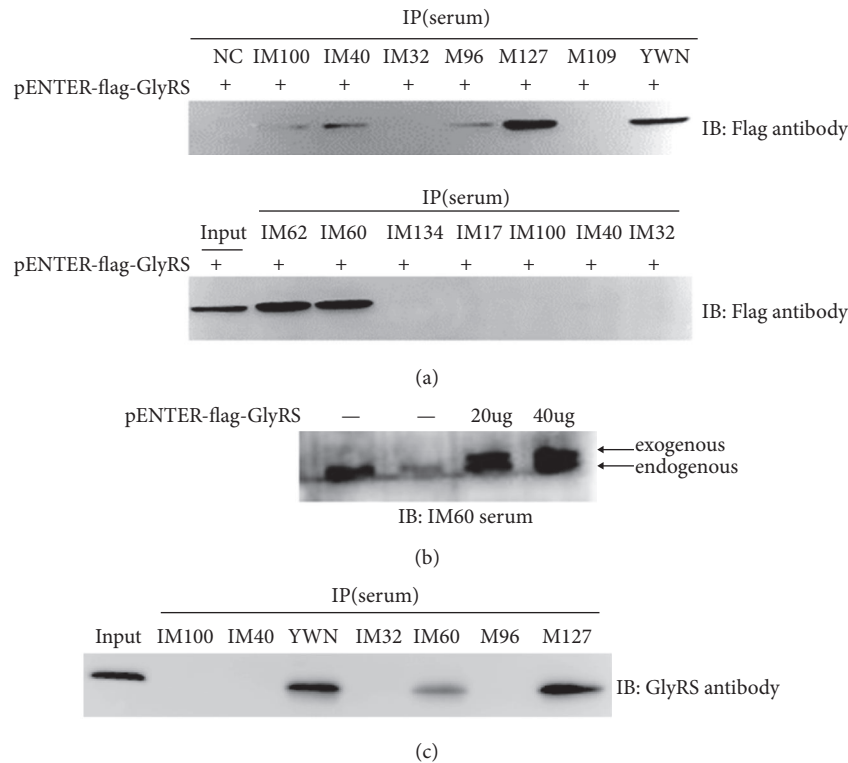 IP(serum)
NC IM100 IM40 IM32 M96 M127 M109 YWN
pENTER-flag-GlyRS + + + + + + + +
IB: Flag antibody
IP(serum)
Input IM62 IM60 IM134 IM17 IM100 IM40 IM32
pENTER-flag-GlyRS + + + + + + + +
IB: Flag antibody
(a)
pENTER-flag-GlyRS — — 20ug 40ug
exogenous
endogenous
IB: IM60 serum
(b)
IP(serum)
Input IM100 IM40 YWN IM32 IM60 M96 M127
IB: GlyRS antibody
(c)